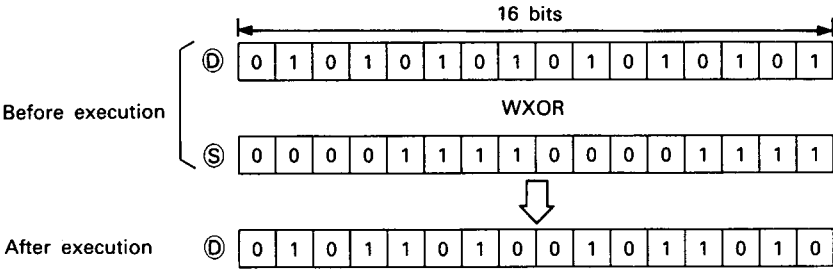 16 bits
Ⓓ 0 1 0 1 0 1 0 1 0 1 0 1 0 1 0 1
Before execution
WXOR
Ⓢ 0 0 0 0 1 1 1 1 0 0 0 0 1 1 1 1
After execution Ⓓ 0 1 0 1 1 0 1 0 0 1 0 1 1 0 1 0